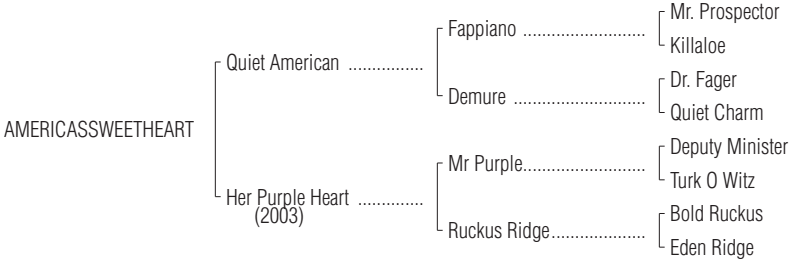 Mr. Prospector
Fappiano ..........................
Killaloe
Quiet American ................
Dr. Fager
Demure ............................
Quiet Charm
AMERICASSWEETHEART
Deputy Minister
Mr Purple..........................
Turk O Witz
Her Purple Heart ..............
(2003)
Bold Ruckus
Ruckus Ridge....................
Eden Ridge